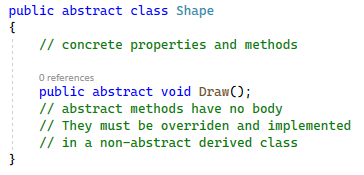 public abstract class Shape
{
// concrete properties and methods
0 references
public abstract void Draw();
// abstract methods have no body
// They must be overriden and implemented
// in a non-abstract derived class
}